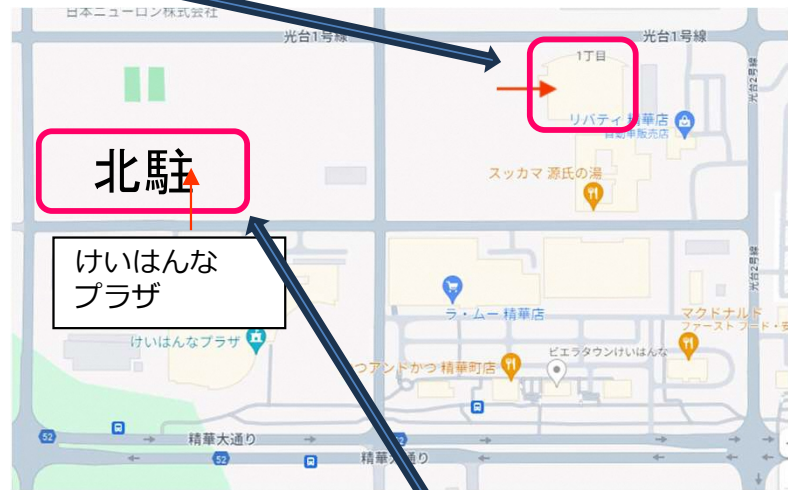 日本ニューロン株式会社
光台1号線
光台1号線
1丁目
光台2号線
リバティ 精華店
自動車販売店
北駐
スッカマ 源氏の湯
けいはんな
プラザ
光台2号線
ラ・ムー 精華店
マクドナルド
ファースト フード・安
けいはんなプラザ
ビエラタウンけいはんな
つアンドかつ 精華町店
52
精華大通り
52
52
精華大通り